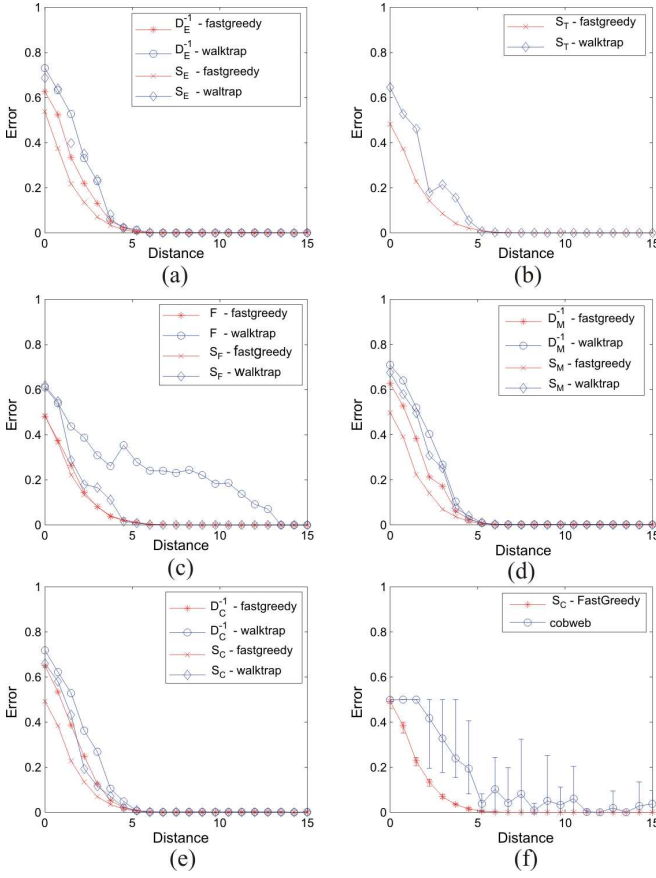 D_E^-1 - fastgreedy
D_E^-1 - walktrap
S_E - fastgreedy
S_E - waltrap
Error
1
0.8
0.6
0.4
0.2
0
0 5 10 15
Distance
(a)
S_T - fastgreedy
S_T - walktrap
Error
1
0.8
0.6
0.4
0.2
0
0 5 10 15
Distance
(b)
F - fastgreedy
F - walktrap
S_F - fastgreedy
S_F - walktrap
Error
1
0.8
0.6
0.4
0.2
0
0 5 10 15
Distance
(c)
D_M^-1 - fastgreedy
D_M^-1 - walktrap
S_M - fastgreedy
S_M - walktrap
Error
1
0.8
0.6
0.4
0.2
0
0 5 10 15
Distance
(d)
D_C^-1 - fastgreedy
D_C^-1 - walktrap
S_C - fastgreedy
S_C - walktrap
Error
1
0.8
0.6
0.4
0.2
0
0 5 10 15
Distance
(e)
S_C - FastGreedy
cobweb
Error
1
0.8
0.6
0.4
0.2
0
0 5 10 15
Distance
(f)